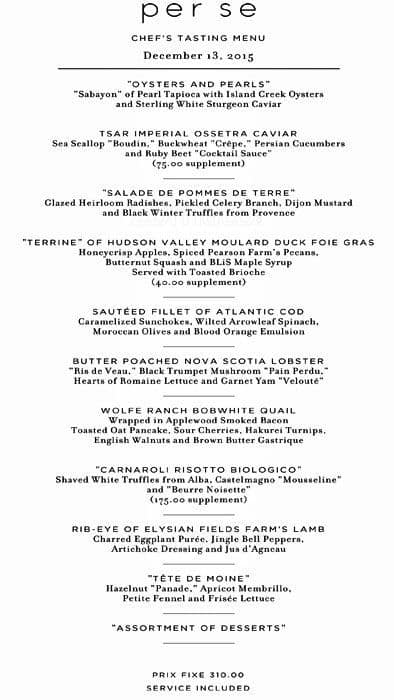 per se
CHEF'S TASTING MENU
December 13, 2015
"OYSTERS AND PEARLS"
"Sabayon" of Pearl Tapioca with Island Creek Oysters
and Sterling White Sturgeon Caviar
TSAR IMPERIAL OSSETRA CAVIAR
Sea Scallop "Boudin," Buckwheat "Crêpe," Persian Cucumbers
and Ruby Beet "Cocktail Sauce"
(75.00 supplement)
"SALADE DE POMMES DE TERRE"
Glazed Heirloom Radishes, Pickled Celery Branch, Dijon Mustard
and Black Winter Truffles from Provence
"TERRINE" OF HUDSON VALLEY MOULARD DUCK FOIE GRAS
Honeycrisp Apples, Spiced Pearson Farm's Pecans,
Butternut Squash and BLiS Maple Syrup
Served with Toasted Brioche
(40.00 supplement)
SAUTÉED FILLET OF ATLANTIC COD
Caramelized Sunchokes, Wilted Arrowleaf Spinach,
Moroccan Olives and Blood Orange Emulsion
BUTTER POACHED NOVA SCOTIA LOBSTER
"Ris de Veau," Black Trumpet Mushroom "Pain Perdu,"
Hearts of Romaine Lettuce and Garnet Yam "Velouté"
WOLFE RANCH BOBWHITE QUAIL
Wrapped in Applewood Smoked Bacon
Toasted Oat Pancake, Sour Cherries, Hakurei Turnips,
English Walnuts and Brown Butter Gastrique
"CARNAROLI RISOTTO BIOLOGICO"
Shaved White Truffles from Alba, Castelmagno "Mousseline"
and "Beurre Noisette"
(175.00 supplement)
RIB-EYE OF ELYSIAN FIELDS FARM'S LAMB
Charred Eggplant Purée, Jingle Bell Peppers,
Artichoke Dressing and Jus d'Agneau
"TÊTE DE MOINE"
Hazelnut "Panade," Apricot Membrillo,
Petite Fennel and Frisée Lettuce
"ASSORTMENT OF DESSERTS"
PRIX FIXE 310.00
SERVICE INCLUDED